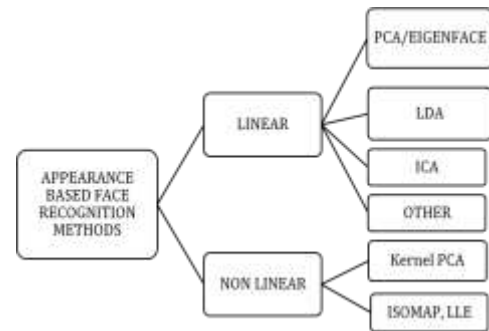 APPEARANCE
BASED FACE
RECOGNITION
METHODS
LINEAR
NON LINEAR
PCA/EIGENFACE
LDA
ICA
OTHER
Kernel PCA
ISOMAP, LLE